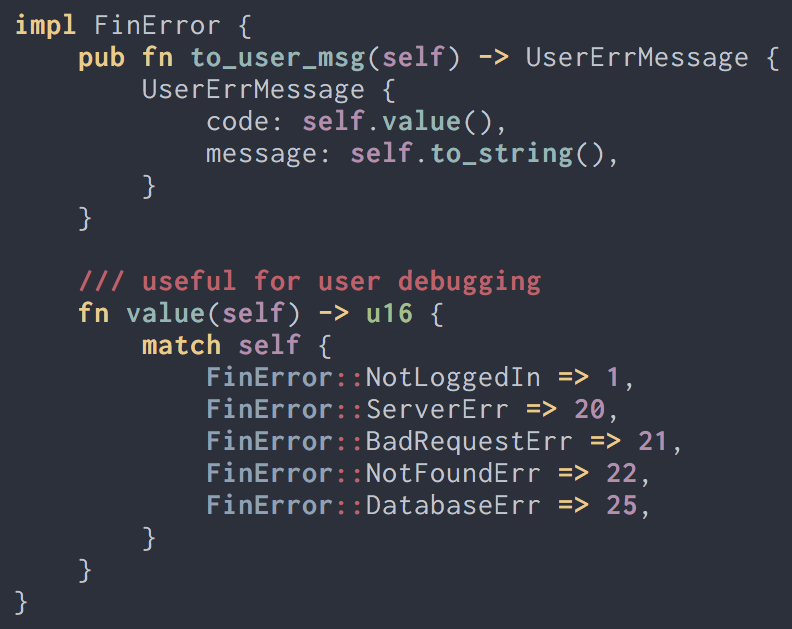 impl FinError {
    pub fn to_user_msg(self) -> UserErrMessage {
        UserErrMessage {
            code: self.value(),
            message: self.to_string(),
        }
    }

    /// useful for user debugging
    fn value(self) -> u16 {
        match self {
            FinError::NotLoggedIn => 1,
            FinError::ServerErr => 20,
            FinError::BadRequestErr => 21,
            FinError::NotFoundErr => 22,
            FinError::DatabaseErr => 25,
        }
    }
}